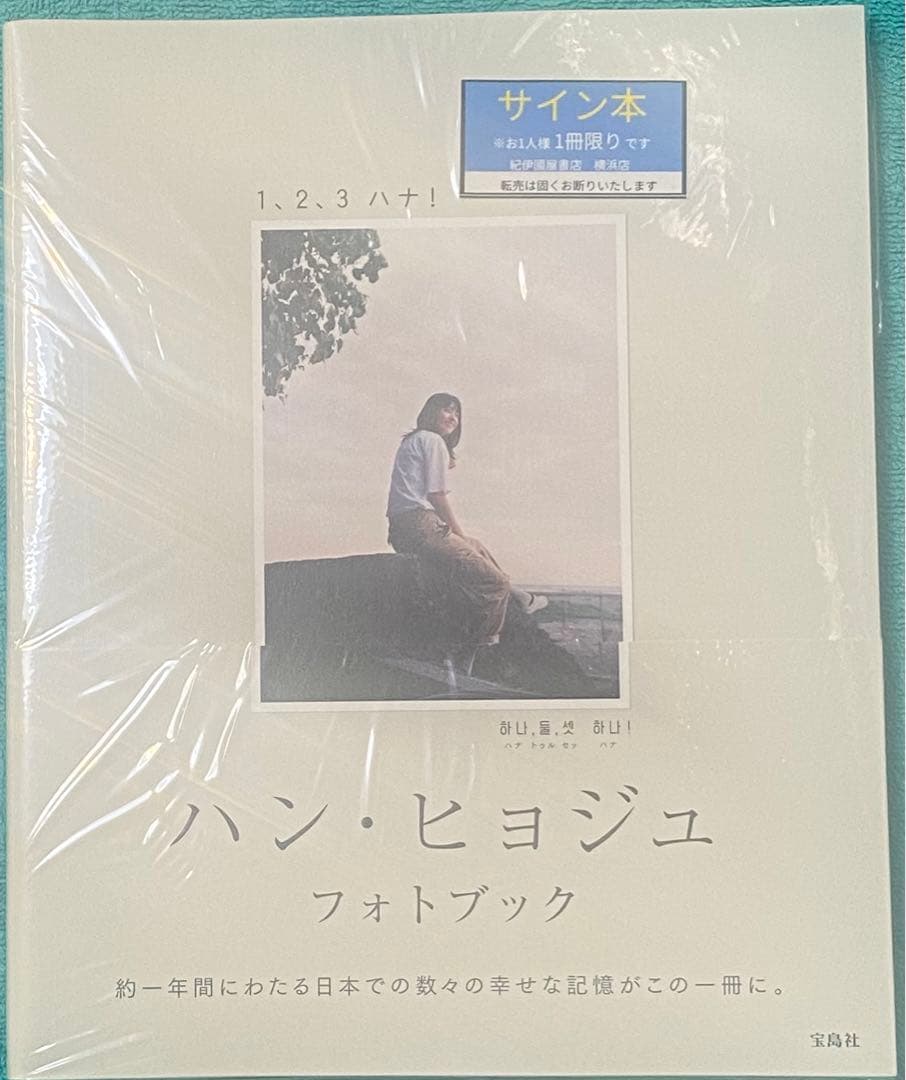 サイン本
※お1人様 1冊限り です
紀伊國屋書店 横浜店
転売は固くお断りいたします
1、2、3 ハナ!
하나,둘,셋 하나!
ハナ トゥル セッ ハナ
ハン・ヒョジュ
フォトブック
約一年間にわたる日本での数々の幸せな記憶がこの一冊に。
宝島社